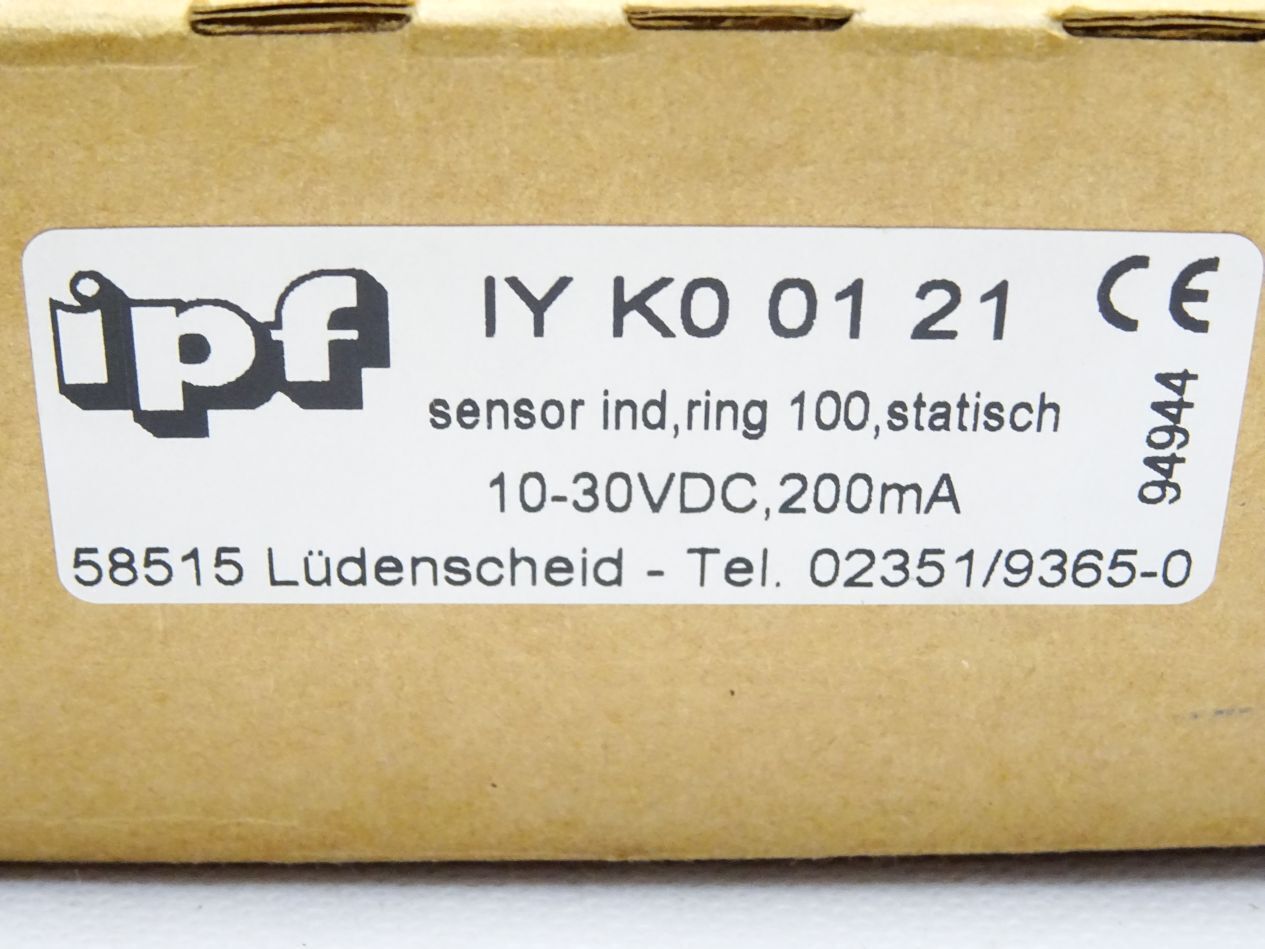 ipf
IY K0 01 21
CE
sensor ind,ring 100,statisch
10-30VDC,200mA
94944
58515 Lüdenscheid - Tel. 02351/9365-0